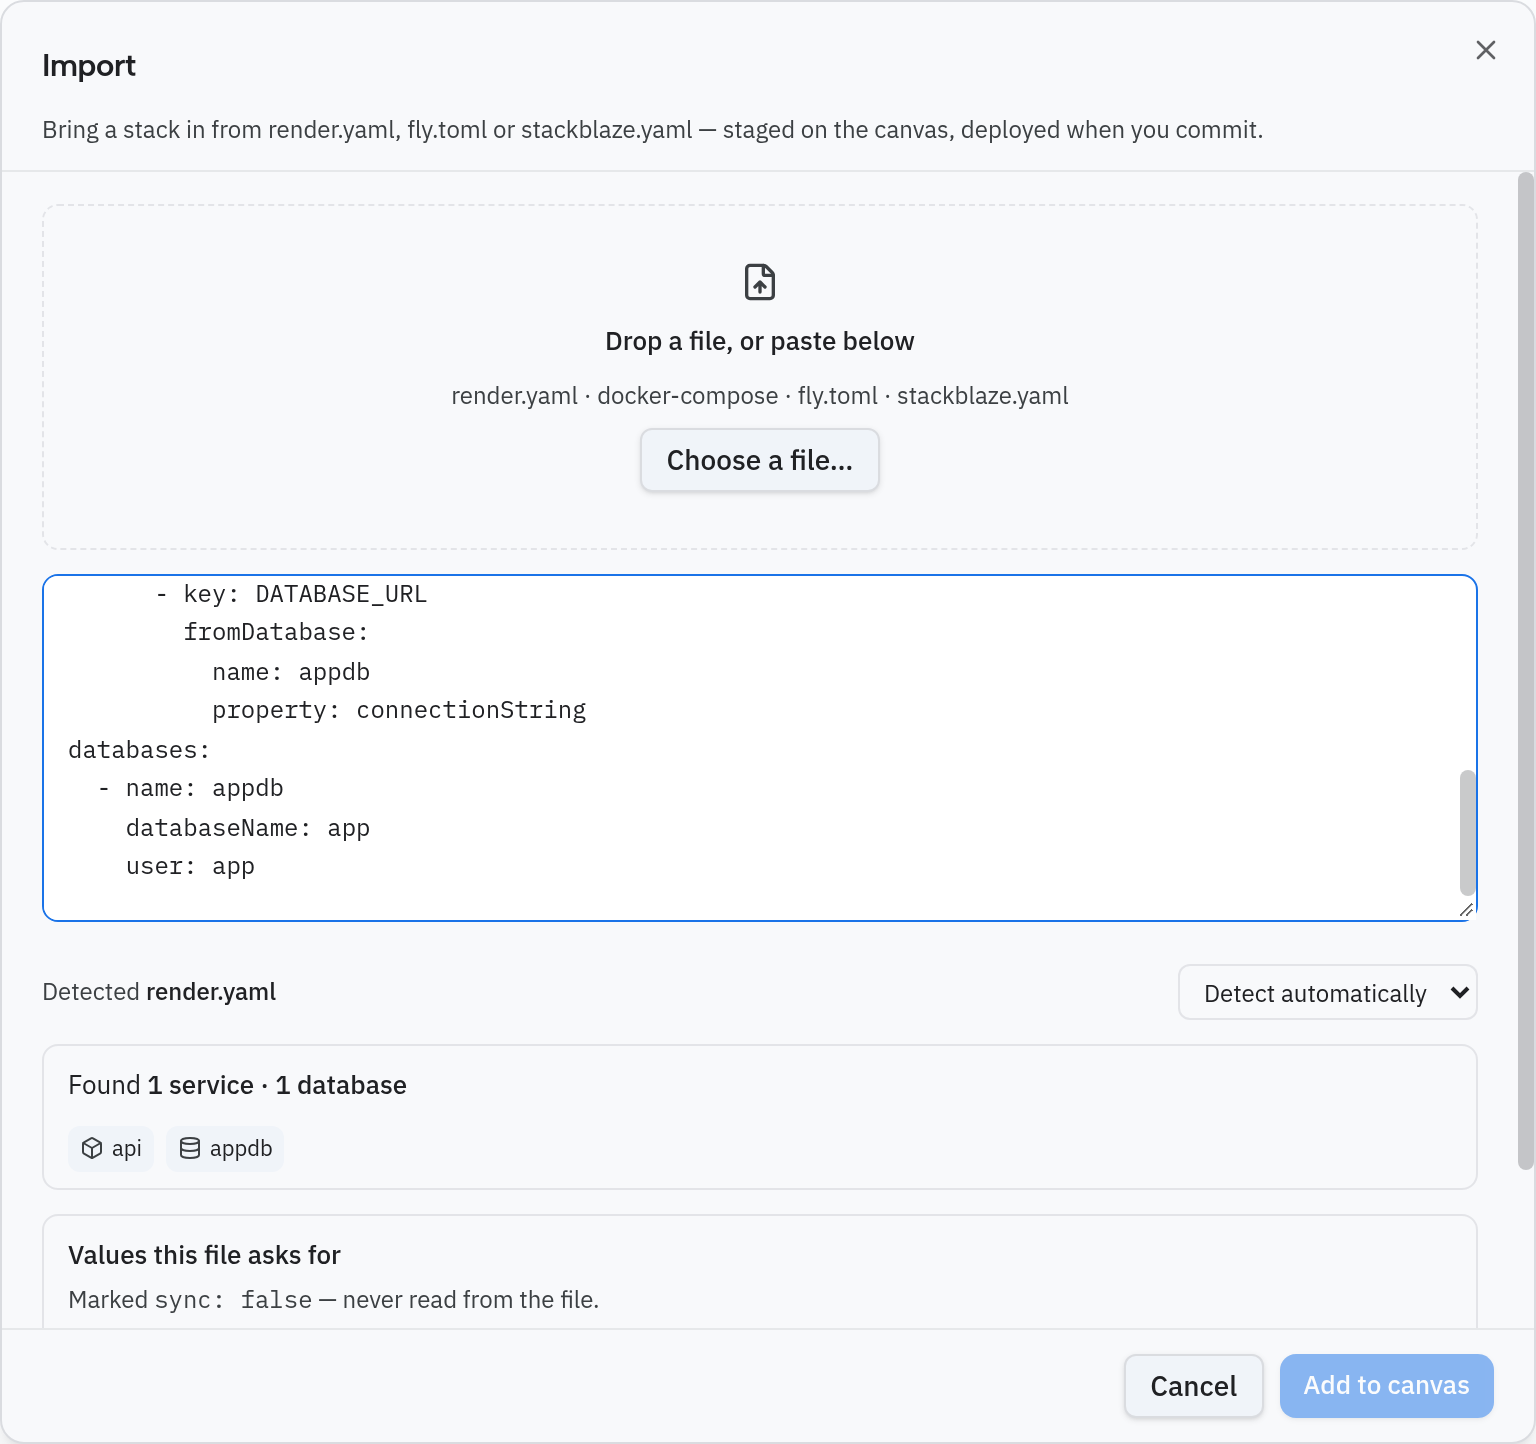 Import
Bring a stack in from render.yaml, fly.toml or stackblaze.yaml — staged on the canvas, deployed when you commit.
Drop a file, or paste below
render.yaml · docker-compose · fly.toml · stackblaze.yaml
Choose a file...
- key: DATABASE_URL
fromDatabase:
name: appdb
property: connectionString
databases:
- name: appdb
databaseName: app
user: app
Detected render.yaml
Detect automatically
Found 1 service · 1 database
api appdb
Values this file asks for
Marked sync: false — never read from the file.
Cancel Add to canvas